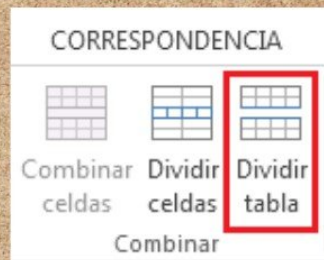 CORRESPONDENCIA
Combinar celdas
Dividir celdas
Dividir tabla
Combinar